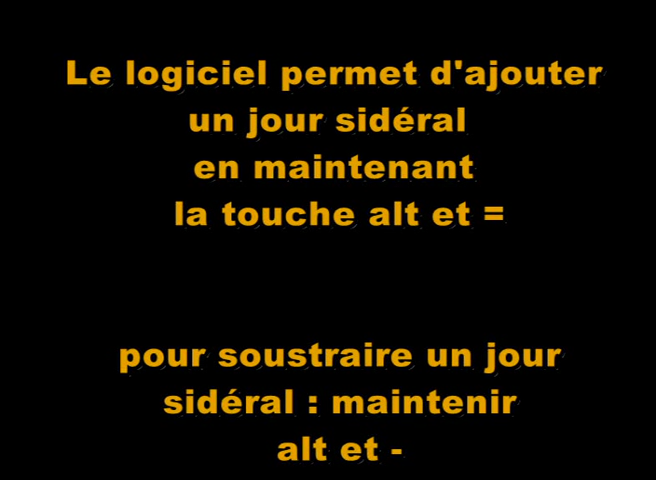 Le logiciel permet d'ajouter
un jour sidéral
en maintenant
la touche alt et =
pour soustraire un jour
sidéral : maintenir
alt et -